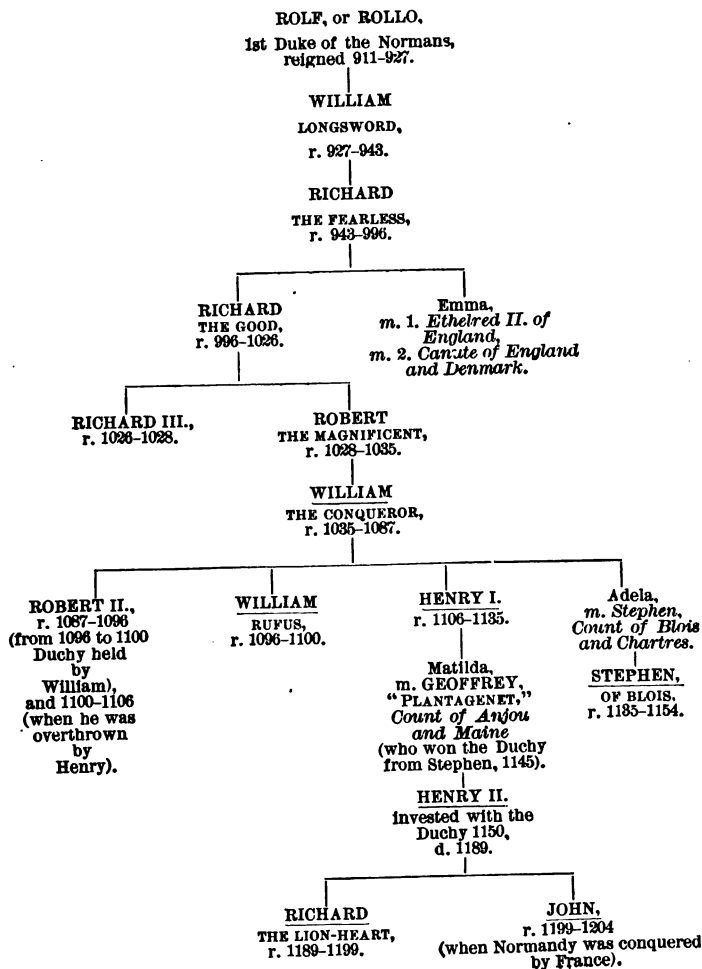 ROLF, or ROLLO,
1st Duke of the Normans,
reigned 911–927.
WILLIAM
LONGSWORD,
r. 927–943.
RICHARD
THE FEARLESS,
r. 943–996.
RICHARD
THE GOOD,
r. 996–1026.
Emma,
m. 1. Ethelred II. of
England,
m. 2. Canute of England
and Denmark.
RICHARD III.,
r. 1026–1028.
ROBERT
THE MAGNIFICENT,
r. 1028–1035.
WILLIAM
THE CONQUEROR,
r. 1035–1087.
ROBERT II.,
r. 1087–1096
(from 1096 to 1100
Duchy held
by
William),
and 1100–1106
(when he was
overthrown
by
Henry).
WILLIAM
RUFUS,
r. 1096–1100.
HENRY I.
r. 1106–1135.
Matilda,
m. GEOFFREY,
"PLANTAGENET,"
Count of Anjou
and Maine
(who won the Duchy
from Stephen, 1145).
HENRY II.
invested with the
Duchy 1150,
d. 1189.
Adela,
m. Stephen,
Count of Blois
and Chartres.
STEPHEN,
OF BLOIS.
r. 1135–1154.
RICHARD
THE LION-HEART,
r. 1189–1199.
JOHN,
r. 1199–1204
(when Normandy was conquered
by France).